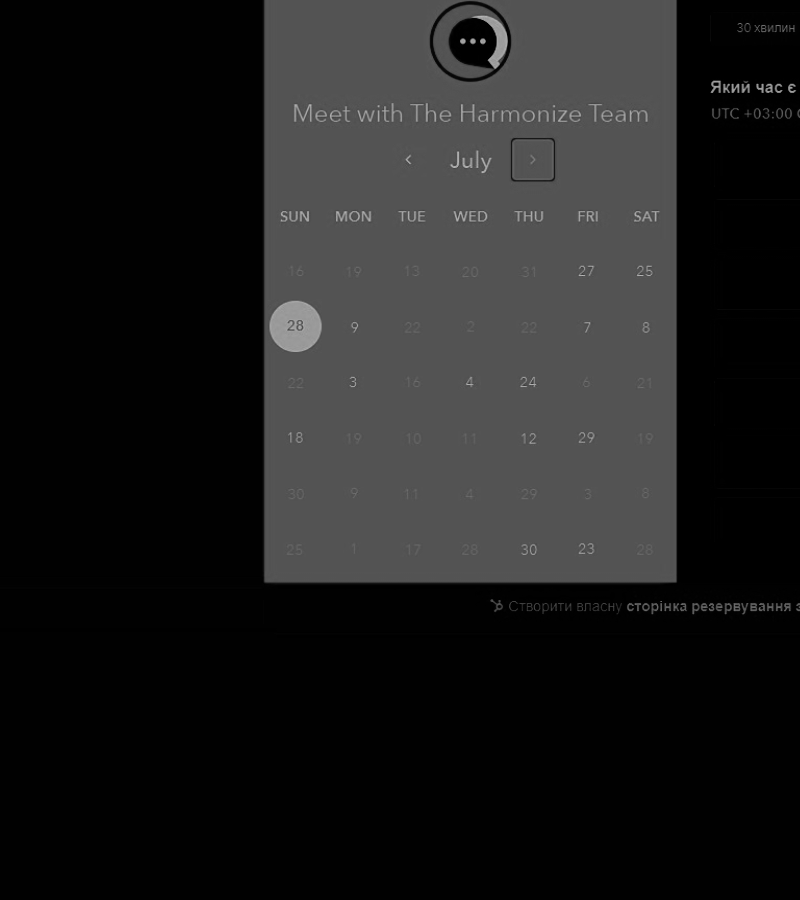 30 хвилин
Який час є
UTC +03:00
Meet with The Harmonize Team
July
SUN MON TUE WED THU FRI SAT
16 19 13 20 31 27 25
28 9 22 2 22 7 8
22 3 16 4 24 6 21
18 19 10 11 12 29 19
30 9 11 4 29 3 8
25 1 17 28 30 23 28
Створити власну сторінка резервування з